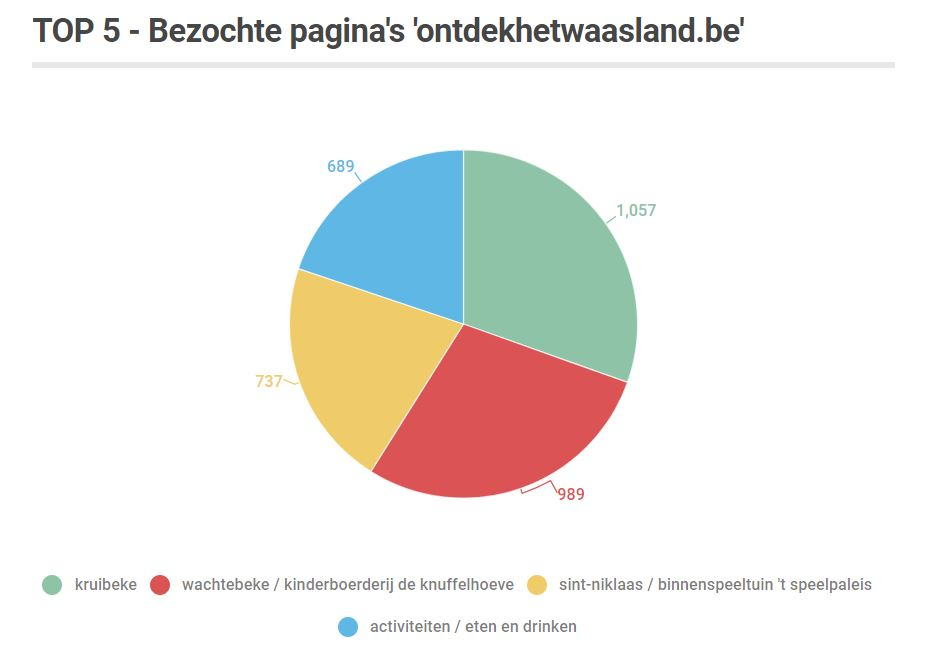 TOP 5 - Bezochte pagina's 'ontdekhetwaasland.be'
689
1,057
737
989
kruibeke
wachtebeke / kinderboerderij de knuffelhoeve
sint-niklaas / binnenspeeltuin 't speelpaleis
activiteiten / eten en drinken